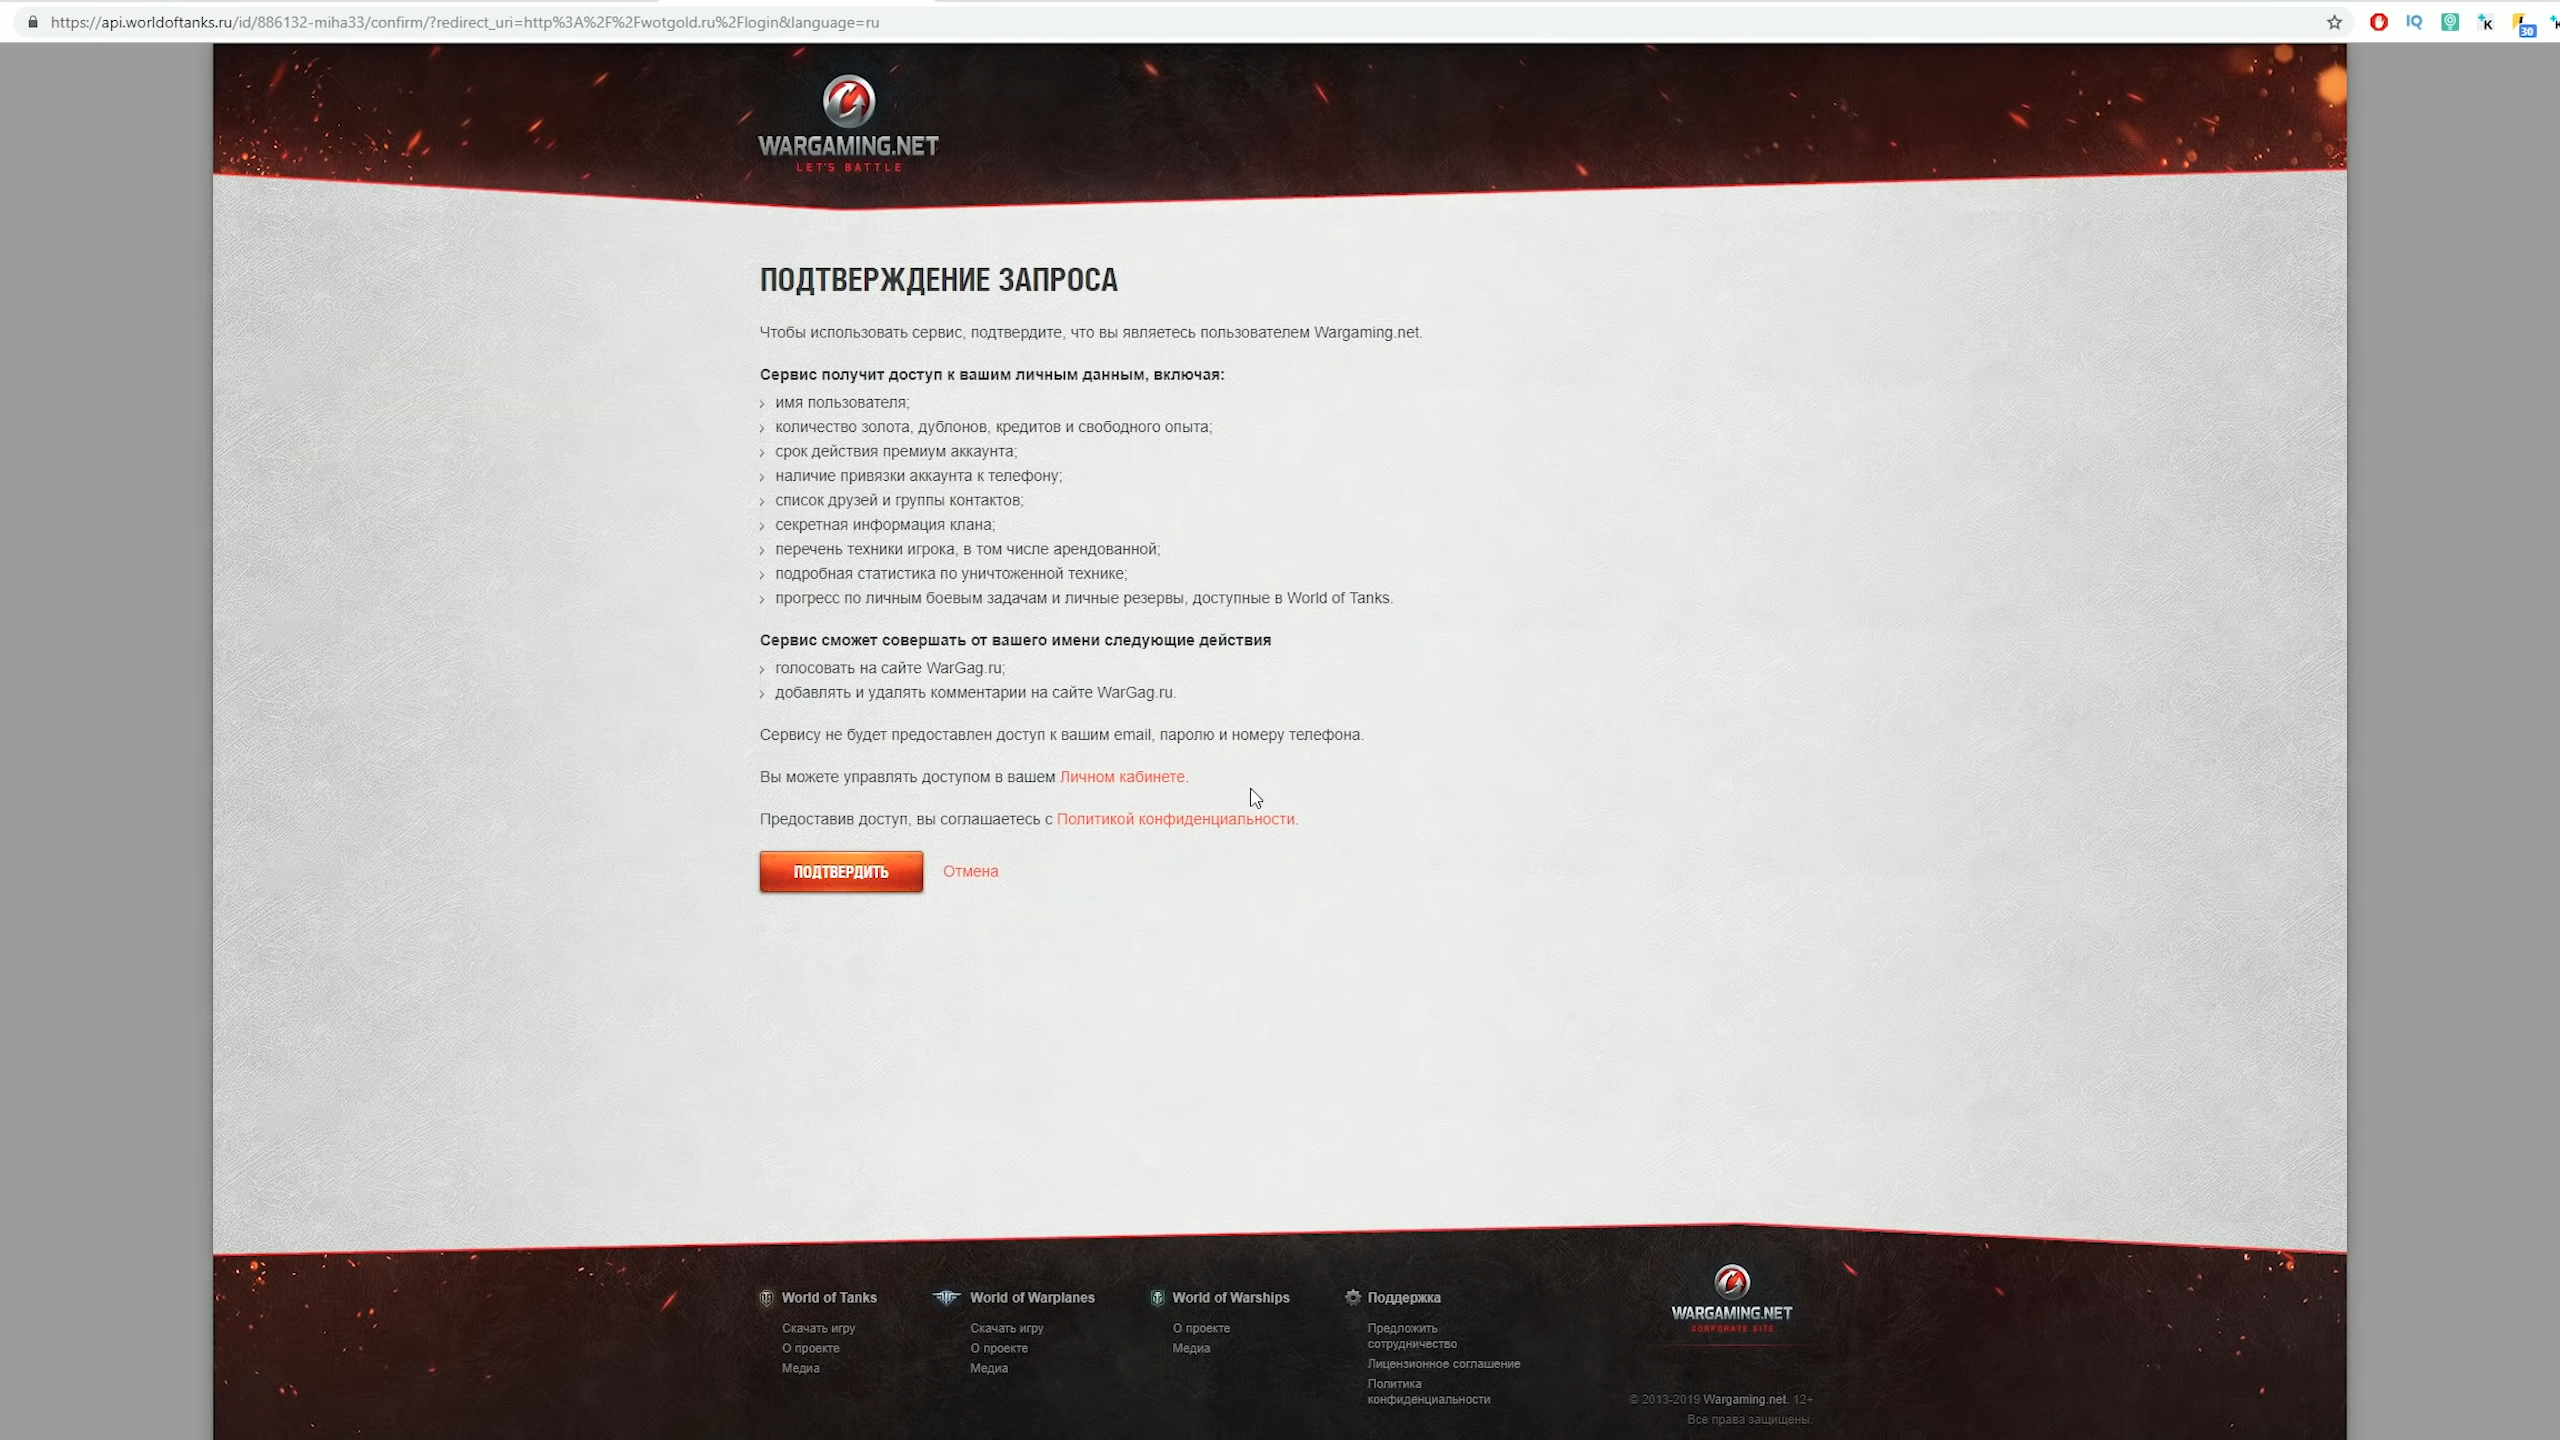 https://api.worldoftanks.ru/id/886132-miha33/confirm/?redirect_uri=http%3A%2F%2Fwotgold.ru%2Flogin&language=ru
IQ
K
30
WARGAMING.NET
LET'S BATTLE
ПОДТВЕРЖДЕНИЕ ЗАПРОСА
Чтобы использовать сервис, подтвердите, что вы являетесь пользователем Wargaming.net.
Сервис получит доступ к вашим личным данным, включая:
имя пользователя;
количество золота, дублонов, кредитов и свободного опыта;
срок действия премиум аккаунта;
наличие привязки аккаунта к телефону;
список друзей и группы контактов;
секретная информация клана;
перечень техники игрока, в том числе арендованной;
подробная статистика по уничтоженной технике;
прогресс по личным боевым задачам и личные резервы, доступные в World of Tanks.
Сервис сможет совершать от вашего имени следующие действия
голосовать на сайте WarGag.ru;
добавлять и удалять комментарии на сайте WarGag.ru.
Сервису не будет предоставлен доступ к вашим email, паролю и номеру телефона.
Вы можете управлять доступом в вашем Личном кабинете.
Предоставив доступ, вы соглашаетесь с Политикой конфиденциальности.
ПОДТВЕРДИТЬ Отмена
World of Tanks
Скачать игру
О проекте
Медиа
World of Warplanes
Скачать игру
О проекте
Медиа
World of Warships
О проекте
Медиа
Поддержка
Предложить
сотрудничество
Лицензионное соглашение
Политика
конфиденциальности
WARGAMING.NET
CORPORATE SITE
© 2013-2019 Wargaming.net. 12+
Все права защищены.